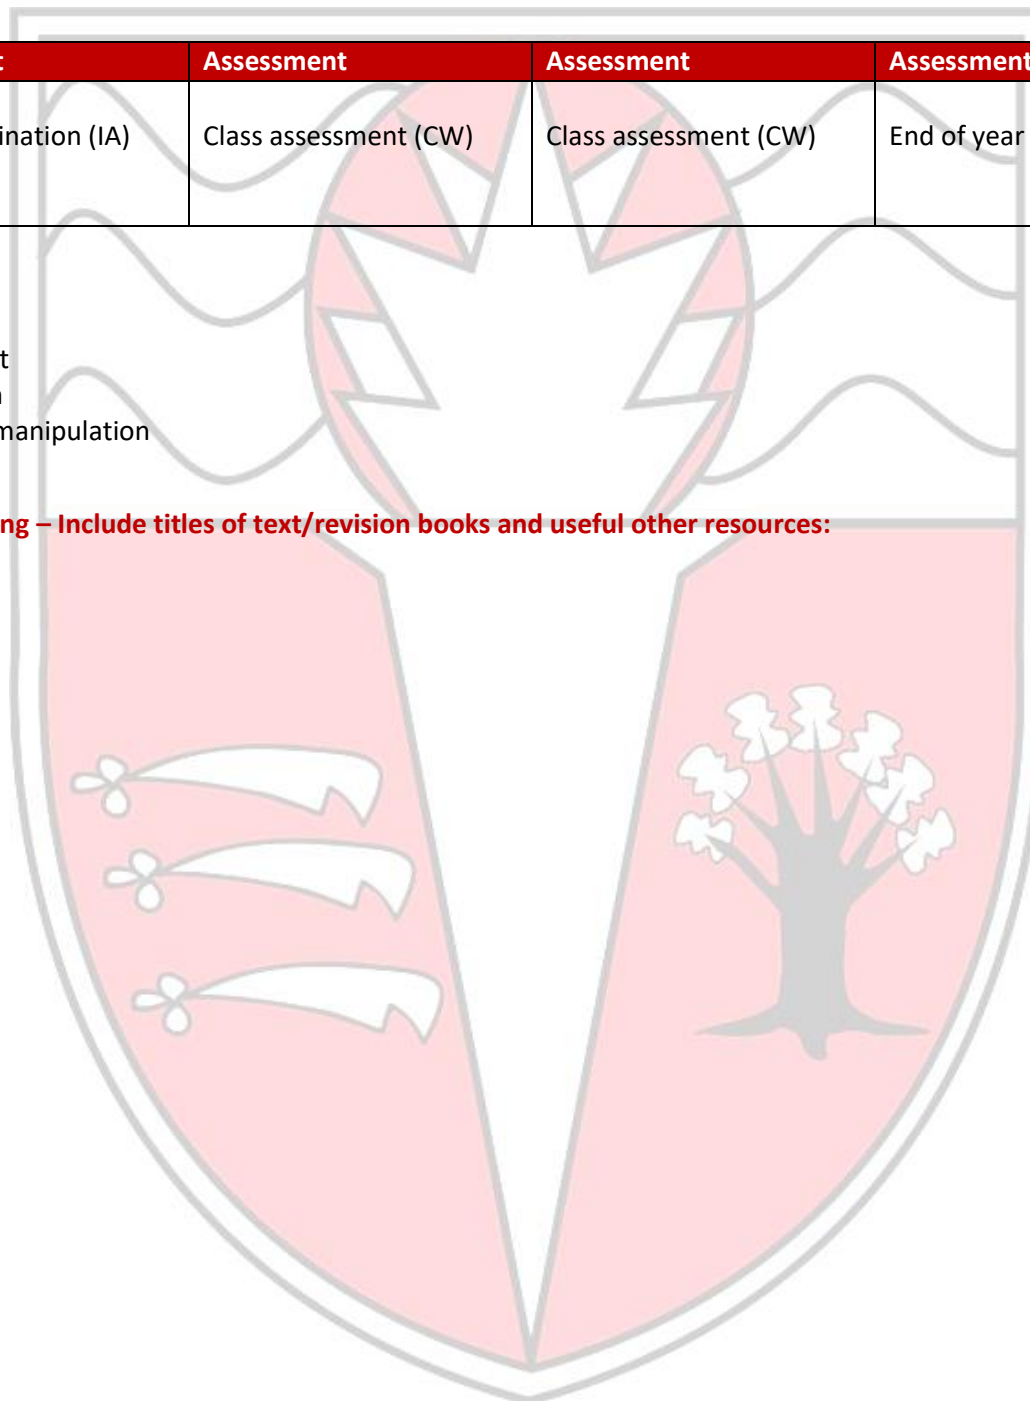 t Assessment Assessment Assessment
ination (IA) Class assessment (CW) Class assessment (CW) End of year
t
manipulation
ng – Include titles of text/revision books and useful other resources: